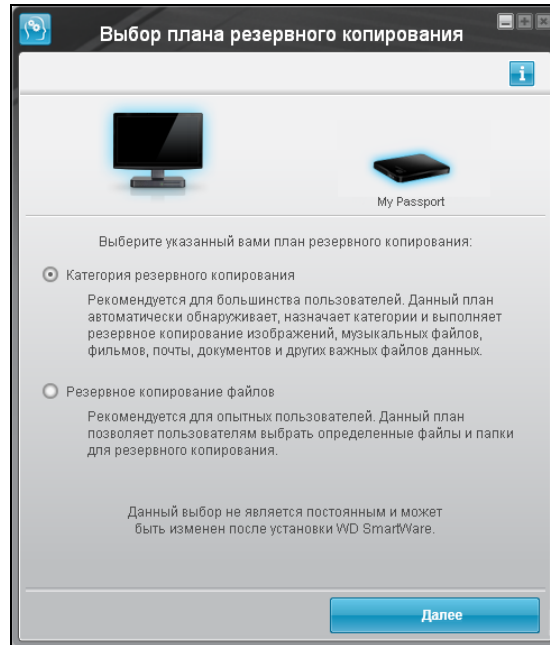 Выбор плана резервного копирования
i
My Passport
Выберите указанный вами план резервного копирования:
Категория резервного копирования
Рекомендуется для большинства пользователей. Данный план
автоматически обнаруживает, назначает категории и выполняет
резервное копирование изображений, музыкальных файлов,
фильмов, почты, документов и других важных файлов данных.
Резервное копирование файлов
Рекомендуется для опытных пользователей. Данный план
позволяет пользователям выбрать определенные файлы и папки
для резервного копирования.
Данный выбор не является постоянным и может
быть изменен после установки WD SmartWare.
Далее